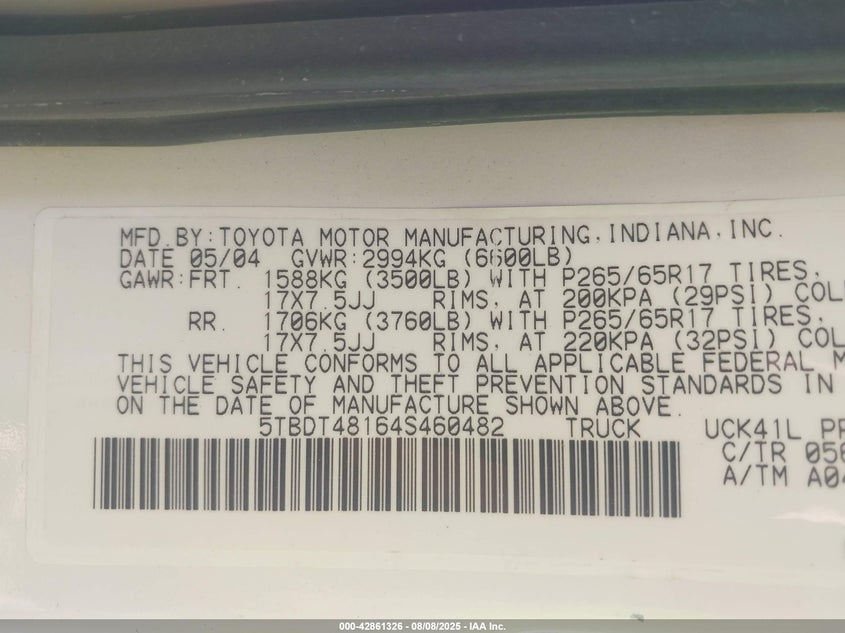 MFD.BY:TOYOTA MOTOR MANUFACTURING,INDIANA,INC.
DATE 05/04 GVWR:2994KG (6600LB)
GAWR:FRT. 1588KG (3500LB) WITH P265/65R17 TIRES,
17X7.5JJ RIMS, AT 200KPA (29PSI) COL
RR. 1706KG (3760LB) WITH P265/65R17 TIRES,
17X7.5JJ RIMS, AT 220KPA (32PSI) COL
THIS VEHICLE CONFORMS TO ALL APPLICABLE FEDERAL M
VEHICLE SAFETY AND THEFT PREVENTION STANDARDS IN
ON THE DATE OF MANUFACTURE SHOWN ABOVE.
5TBDT48164S460482 TRUCK UCK41L PR
C/TR 056
A/TM A04
000-42861326 - 08/08/2025 - IAA Inc.